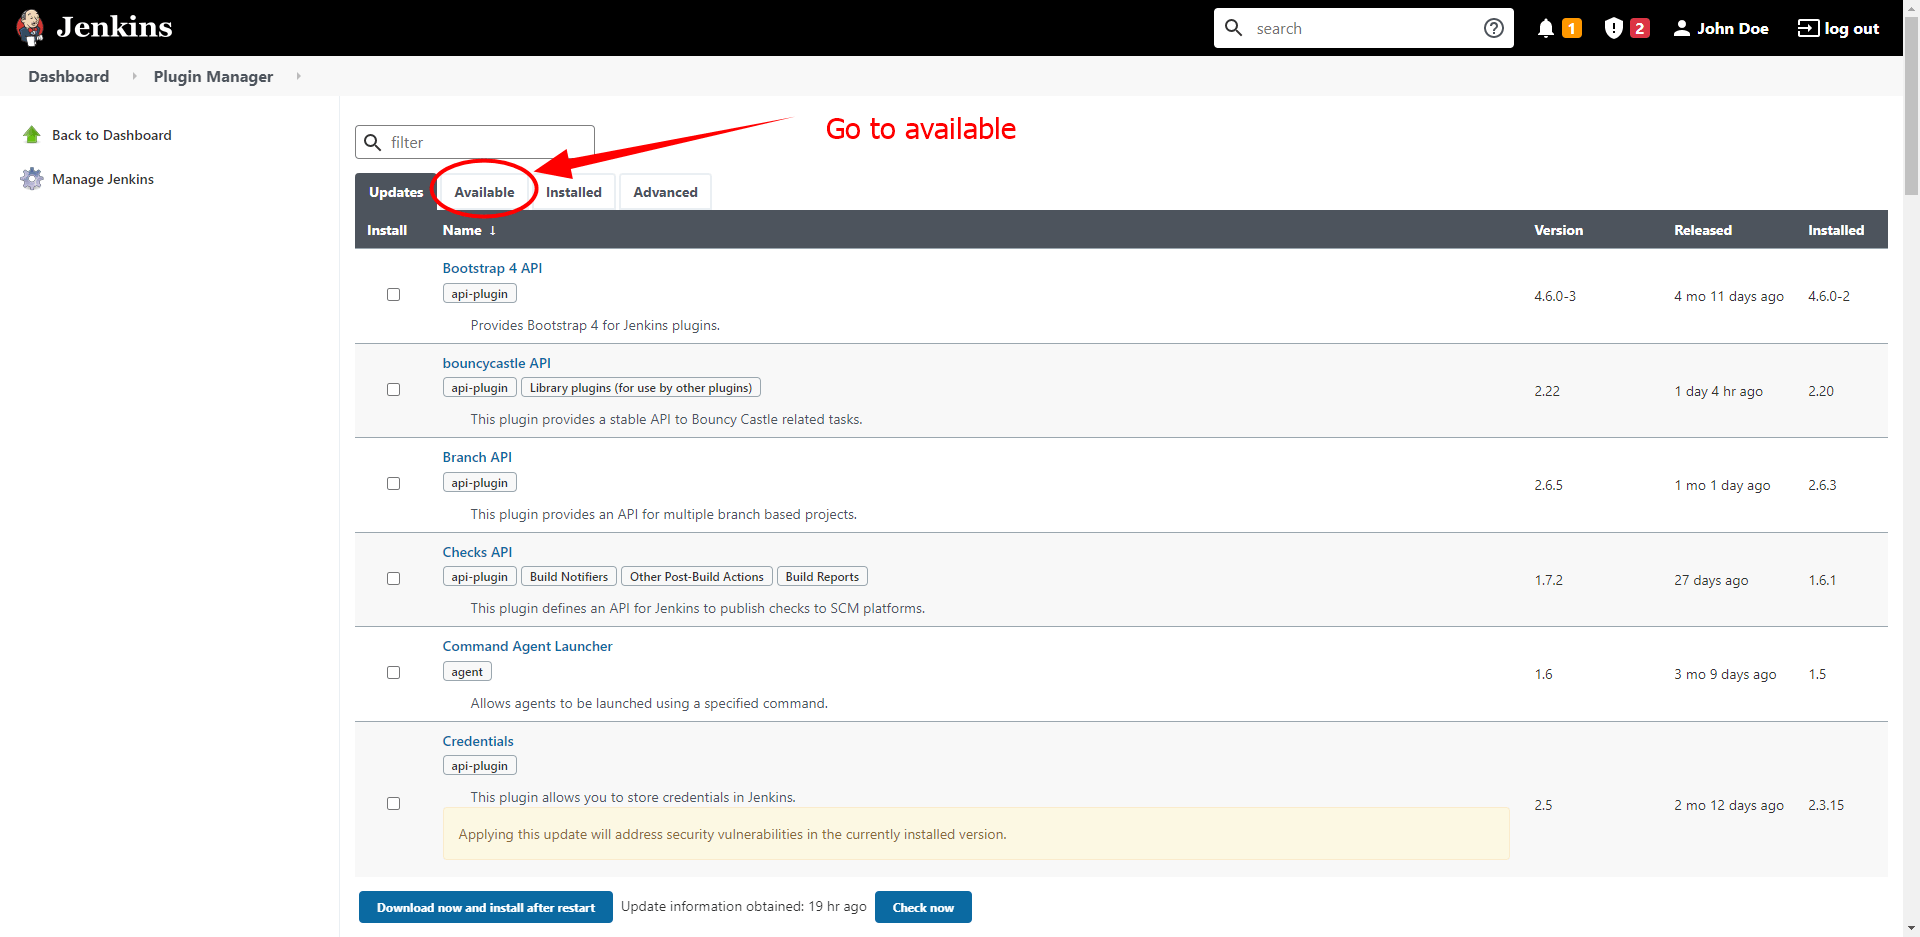 Jenkins
search
1
2
John Doe
log out
Dashboard
Plugin Manager
Back to Dashboard
Manage Jenkins
filter
Go to available
Updates
Available
Installed
Advanced
Install Name ↓ Version Released Installed
Bootstrap 4 API
api-plugin
Provides Bootstrap 4 for Jenkins plugins.
4.6.0-3 4 mo 11 days ago 4.6.0-2
bouncycastle API
api-plugin Library plugins (for use by other plugins)
This plugin provides a stable API to Bouncy Castle related tasks.
2.22 1 day 4 hr ago 2.20
Branch API
api-plugin
This plugin provides an API for multiple branch based projects.
2.6.5 1 mo 1 day ago 2.6.3
Checks API
api-plugin Build Notifiers Other Post-Build Actions Build Reports
This plugin defines an API for Jenkins to publish checks to SCM platforms.
1.7.2 27 days ago 1.6.1
Command Agent Launcher
agent
Allows agents to be launched using a specified command.
1.6 3 mo 9 days ago 1.5
Credentials
api-plugin
This plugin allows you to store credentials in Jenkins.
Applying this update will address security vulnerabilities in the currently installed version.
2.5 2 mo 12 days ago 2.3.15
Download now and install after restart
Update information obtained: 19 hr ago
Check now